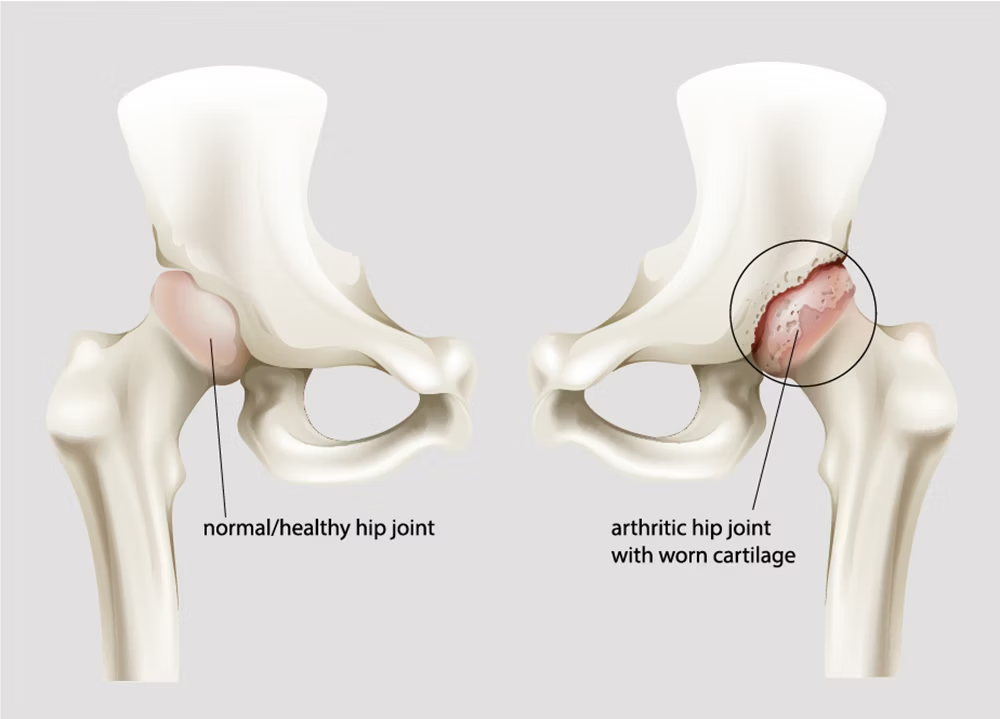 normal/healthy hip joint
arthritic hip joint
with worn cartilage